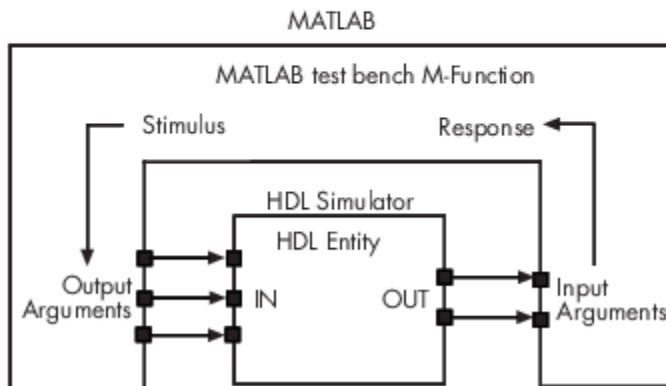 MATLAB
MATLAB test bench M-Function
Stimulus
Response
HDL Simulator
HDL Entity
Output
Arguments
IN
OUT
Input
Arguments